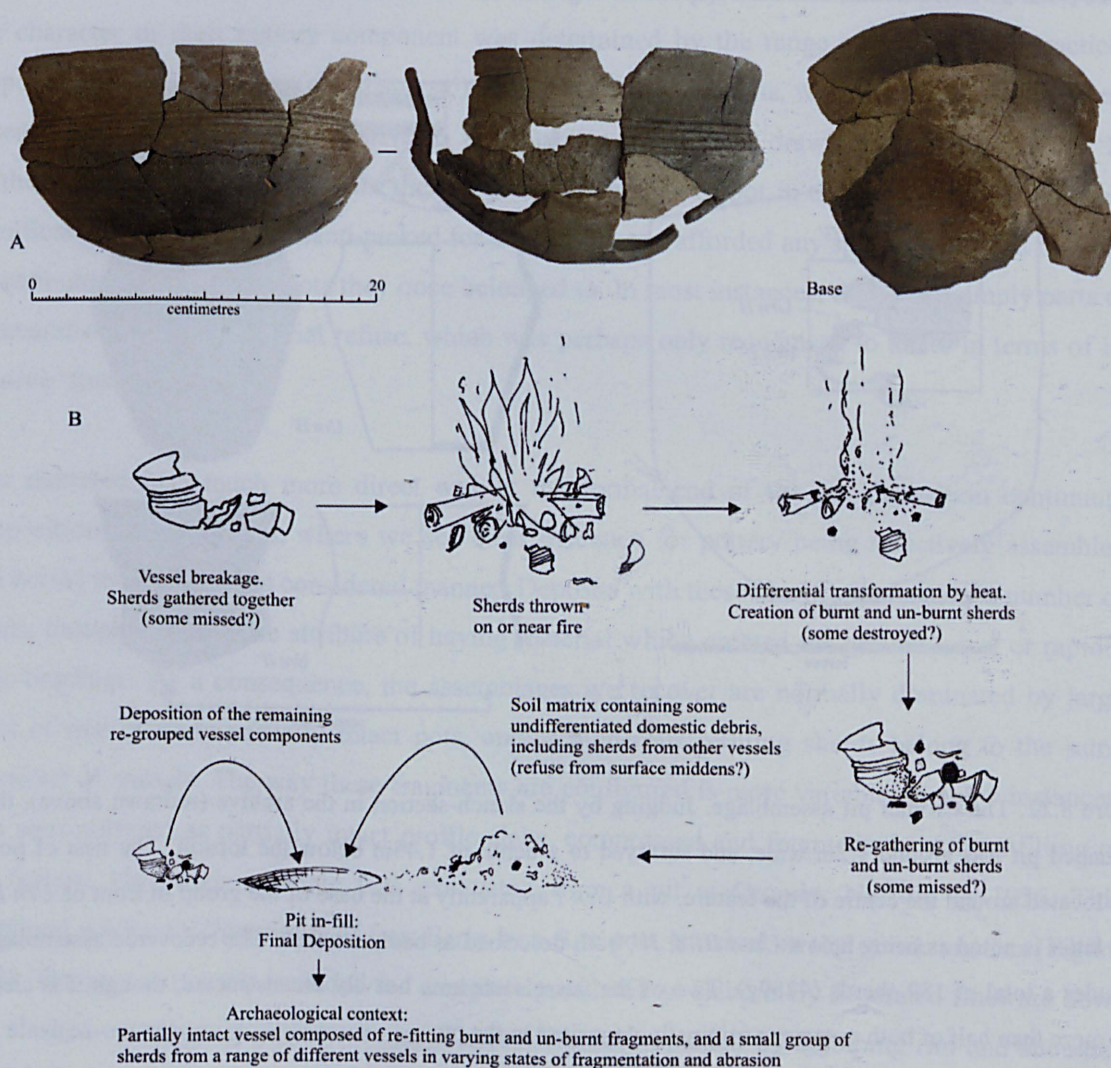 A
Base
0 20
centimetres
B
Vessel breakage.
Sherds gathered together
(some missed?)
Sherds thrown
on or near fire
Differential transformation by heat.
Creation of burnt and un-burnt sherds
(some destroyed?)
Re-gathering of burnt
and un-burnt sherds
(some missed?)
Soil matrix containing some
undifferentiated domestic debris,
including sherds from other vessels
(refuse from surface middens?)
Deposition of the remaining
re-grouped vessel components
Pit in-fill:
Final Deposition
Archaeological context:
Partially intact vessel composed of re-fitting burnt and un-burnt fragments, and a small group of
sherds from a range of different vessels in varying states of fragmentation and abrasion